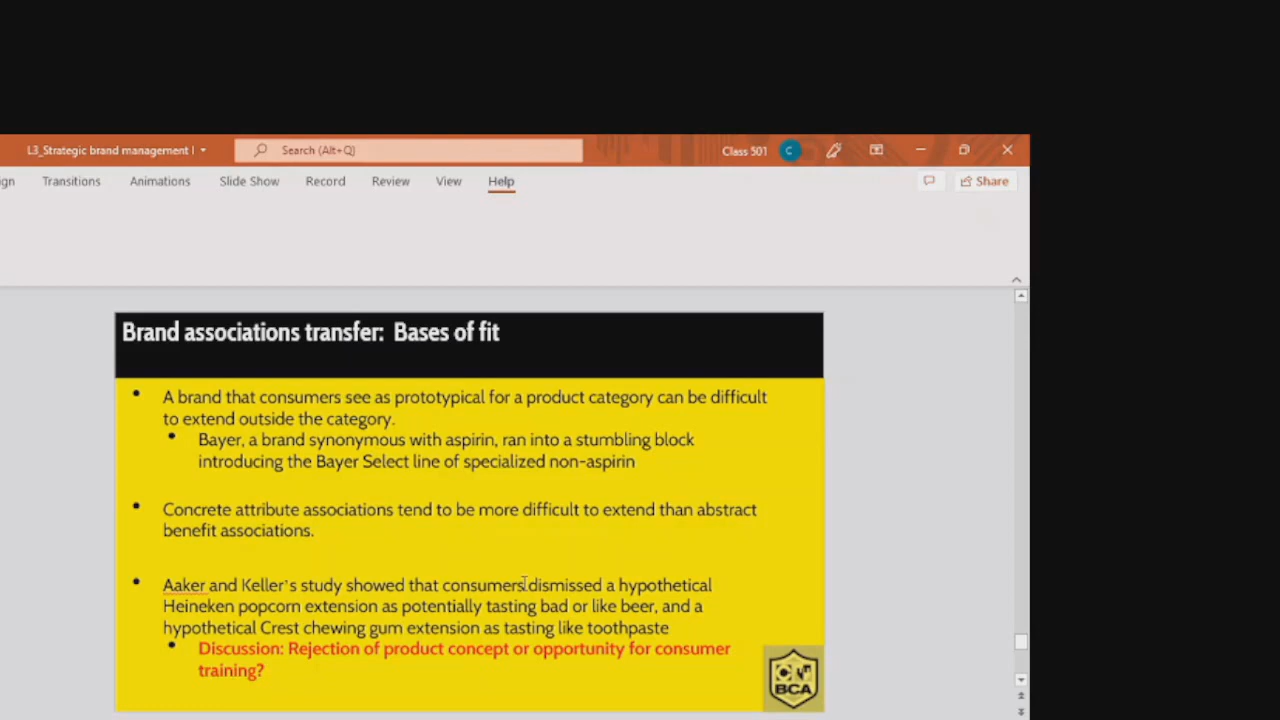 L3_Strategic brand management I
Search (Alt+Q)
Class 501
C
gn
Transitions
Animations
Slide Show
Record
Review
View
Help
Share
Brand associations transfer: Bases of fit
• A brand that consumers see as prototypical for a product category can be difficult
to extend outside the category.
• Bayer, a brand synonymous with aspirin, ran into a stumbling block
introducing the Bayer Select line of specialized non-aspirin
• Concrete attribute associations tend to be more difficult to extend than abstract
benefit associations.
• Aaker and Keller's study showed that consumers dismissed a hypothetical
Heineken popcorn extension as potentially tasting bad or like beer, and a
hypothetical Crest chewing gum extension as tasting like toothpaste
• Discussion: Rejection of product concept or opportunity for consumer
training?
BCA